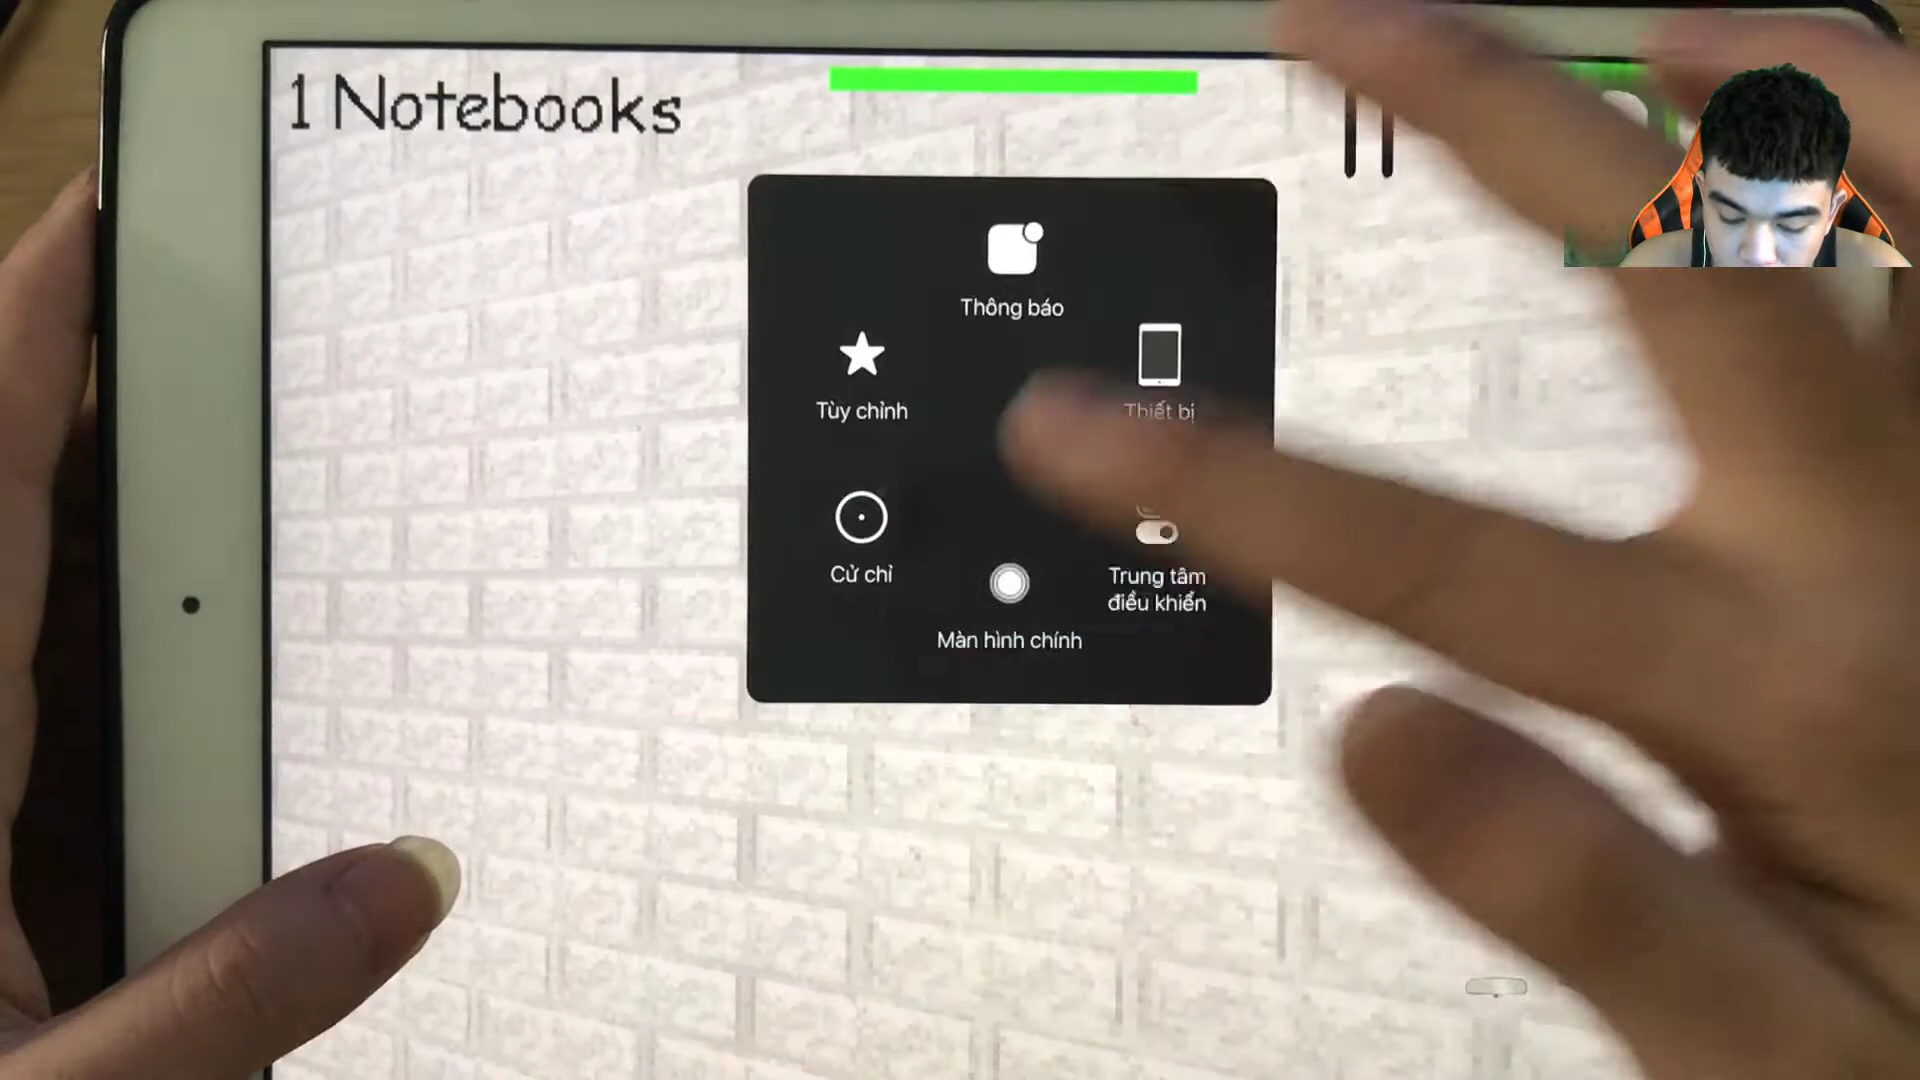 1 Notebooks
Thông báo
Tùy chỉnh
Thiết bị
Cử chỉ
Trung tâm
điều khiển
Màn hình chính